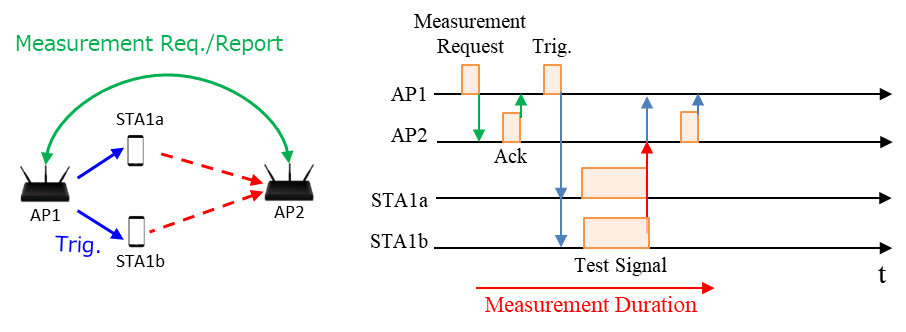 Measurement Req./Report
STA1a
AP1
AP2
Trig.
STA1b
Measurement
Request
Trig.
AP1
AP2
Ack
STA1a
STA1b
Test Signal
t
Measurement Duration